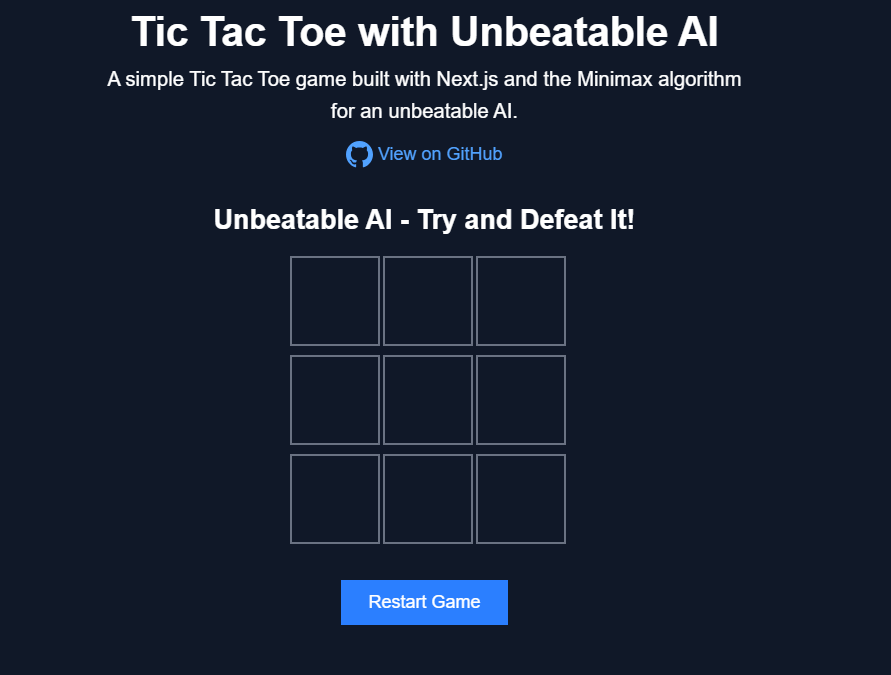 Tic Tac Toe with Unbeatable AI
A simple Tic Tac Toe game built with Next.js and the Minimax algorithm
for an unbeatable AI.
View on GitHub
Unbeatable AI - Try and Defeat It!
Restart Game